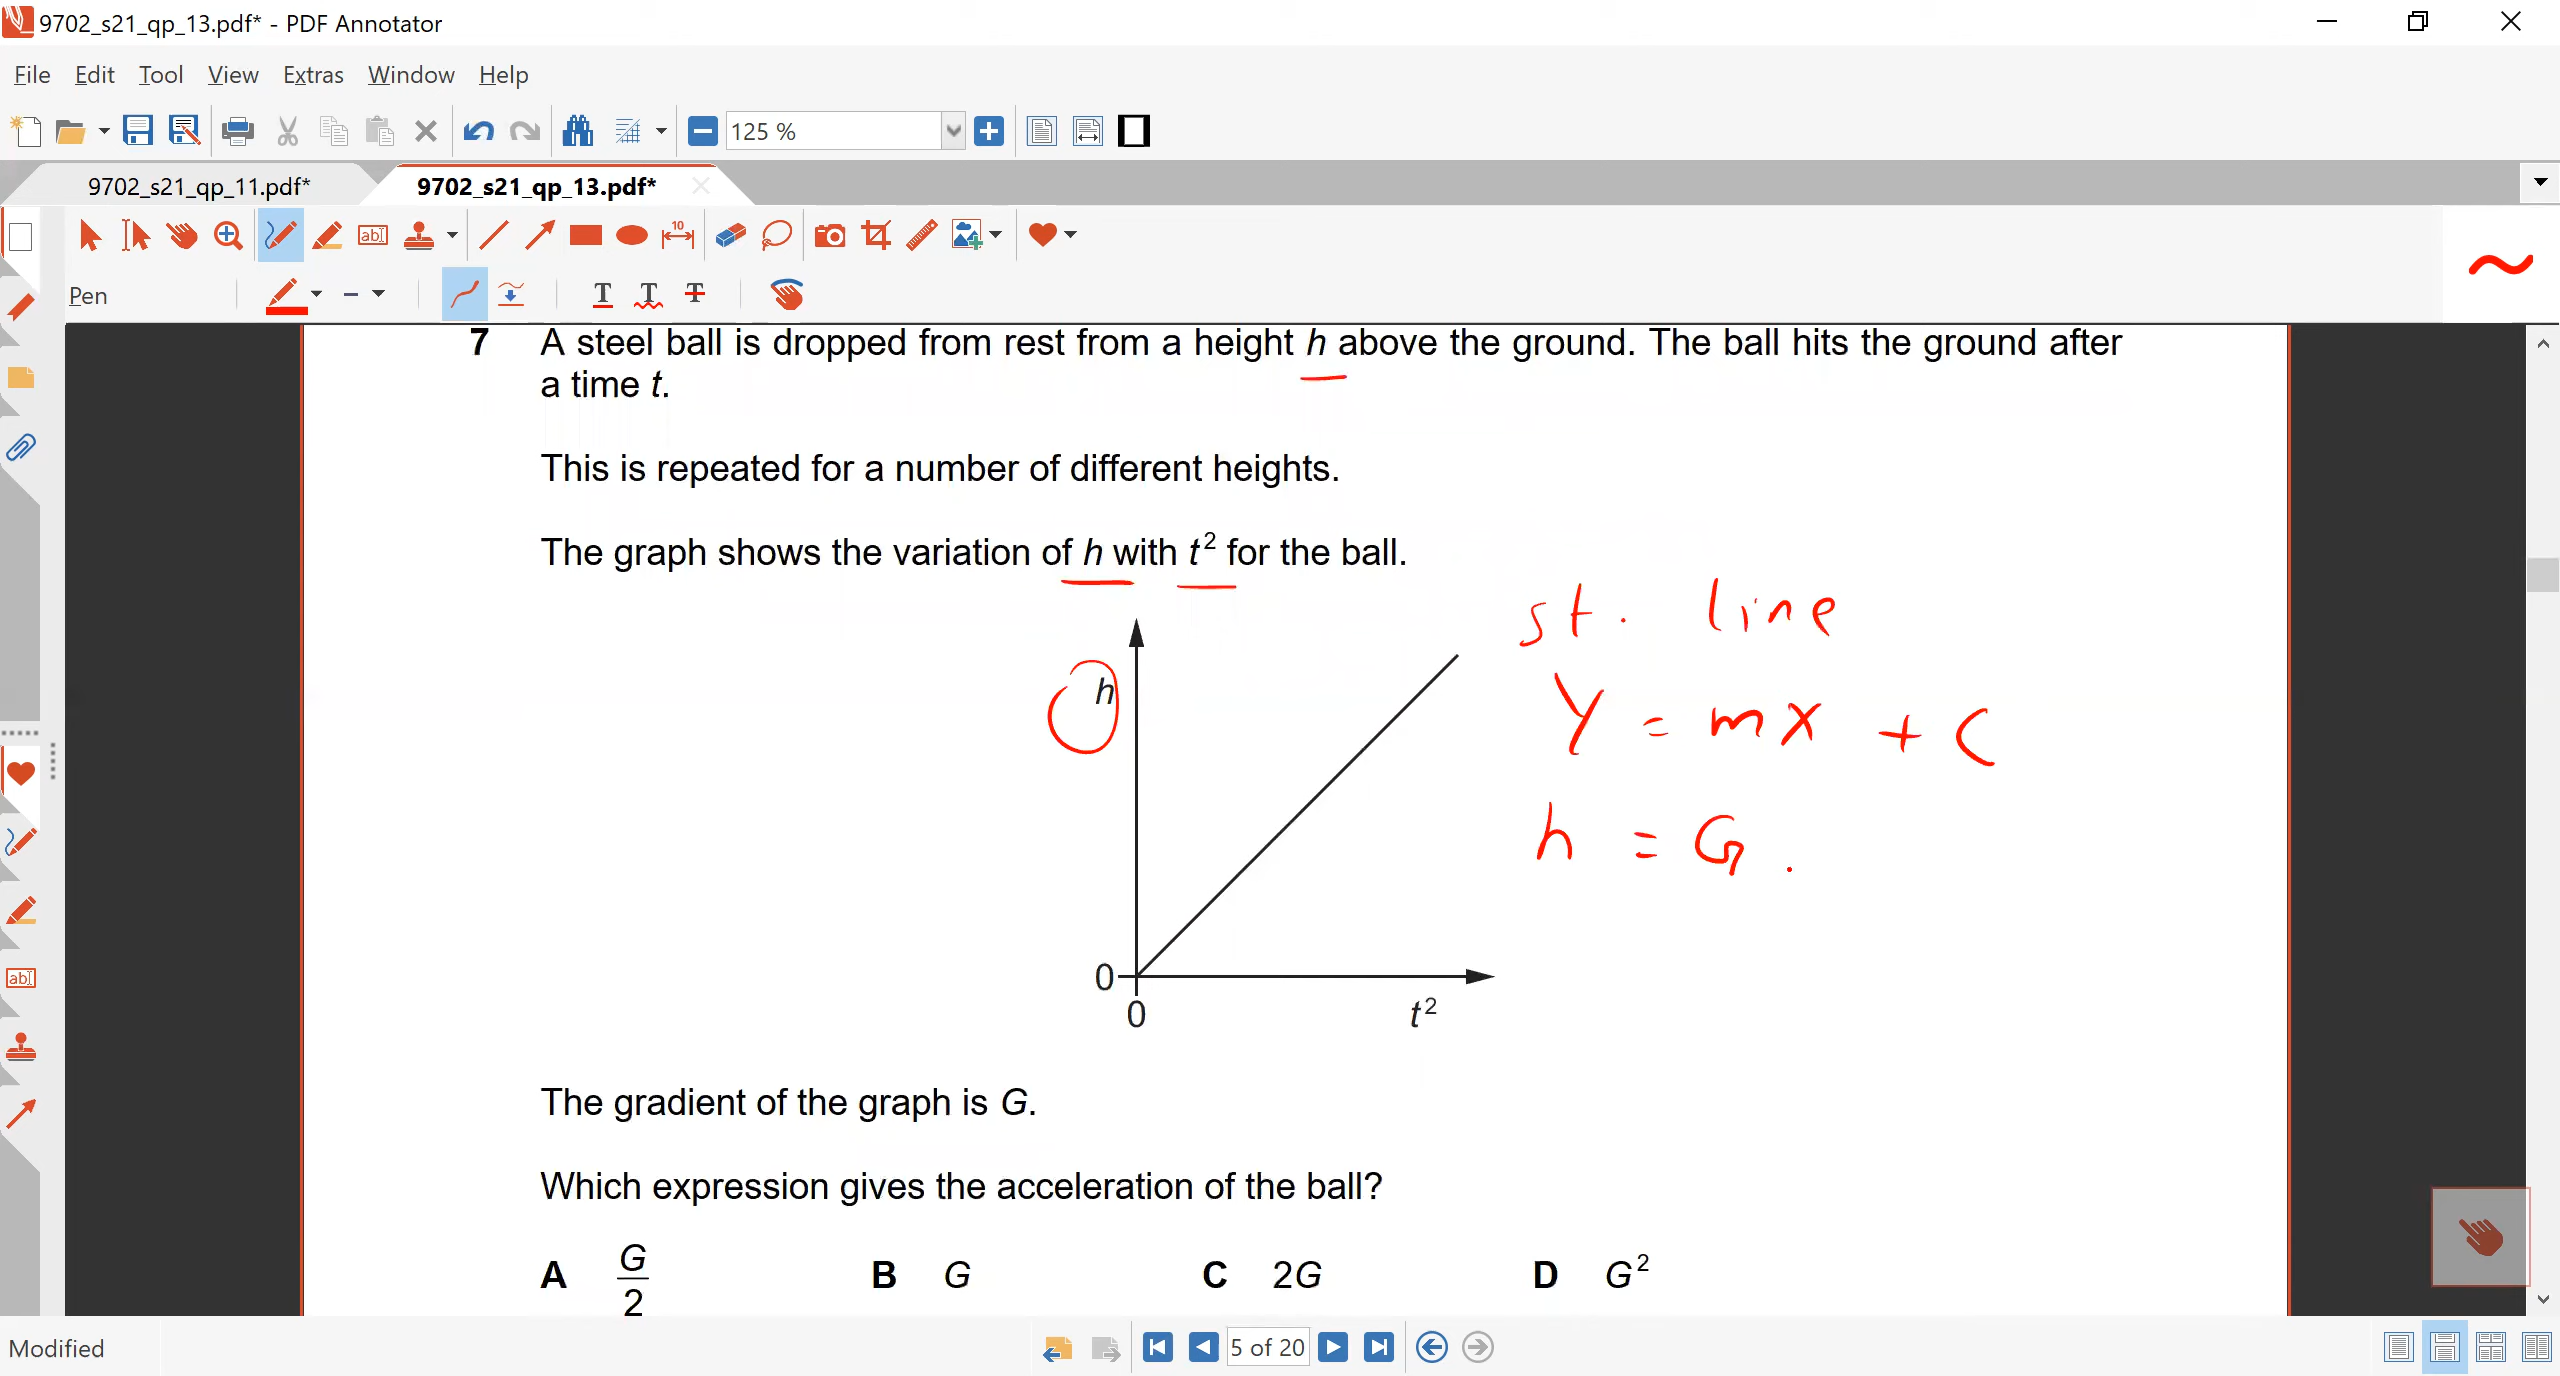 9702_s21_qp_13.pdf* - PDF Annotator
File Edit Tool View Extras Window Help
125 %
9702_s21_qp_11.pdf* 9702_s21_qp_13.pdf*
ab 10
Pen T T T
7 A steel ball is dropped from rest from a height h above the ground. The ball hits the ground after
a time t.
This is repeated for a number of different heights.
The graph shows the variation of h with t² for the ball.
st. line
h
Y = mx + C
h = G .
0
0 t²
ab
The gradient of the graph is G.
Which expression gives the acceleration of the ball?
A G/2 B G C 2G D G²
Modified 5 of 20